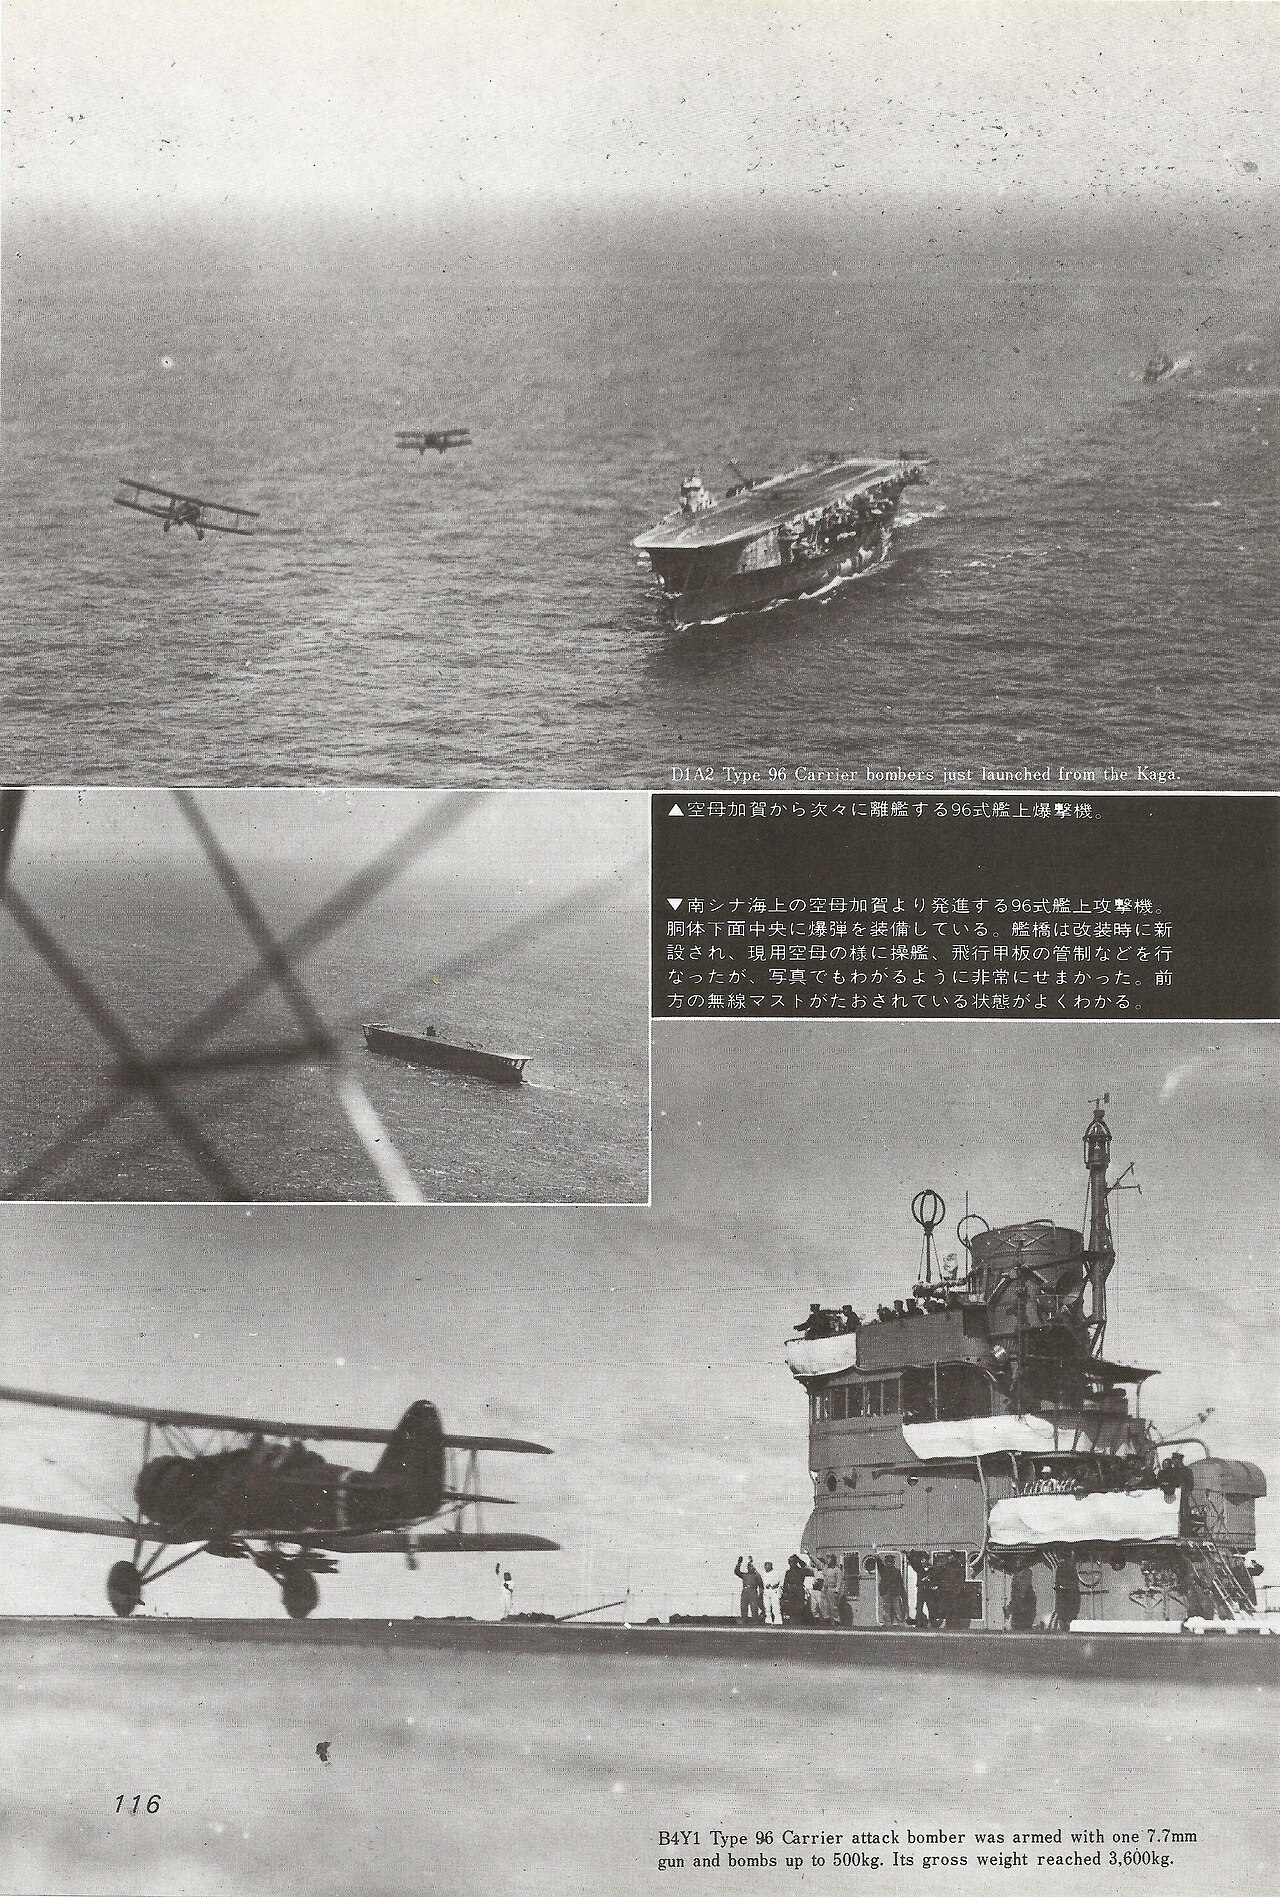 D1A2 Type 96 Carrier bombers just launched from the Kaga.
▲空母加賀から次々に離艦する96式艦上爆撃機。
▼南シナ海上の空母加賀より発進する96式艦上攻撃機。
胴体下面中央に爆弾を装備している。艦橋は改装時に新
設され、現用空母の様に操艦、飛行甲板の管制などを行
なったが、写真でもわかるように非常にせまかった。前
方の無線マストがたおされている状態がよくわかる。
116
B4Y1 Type 96 Carrier attack bomber was armed with one 7.7mm
gun and bombs up to 500kg. Its gross weight reached 3,600kg.